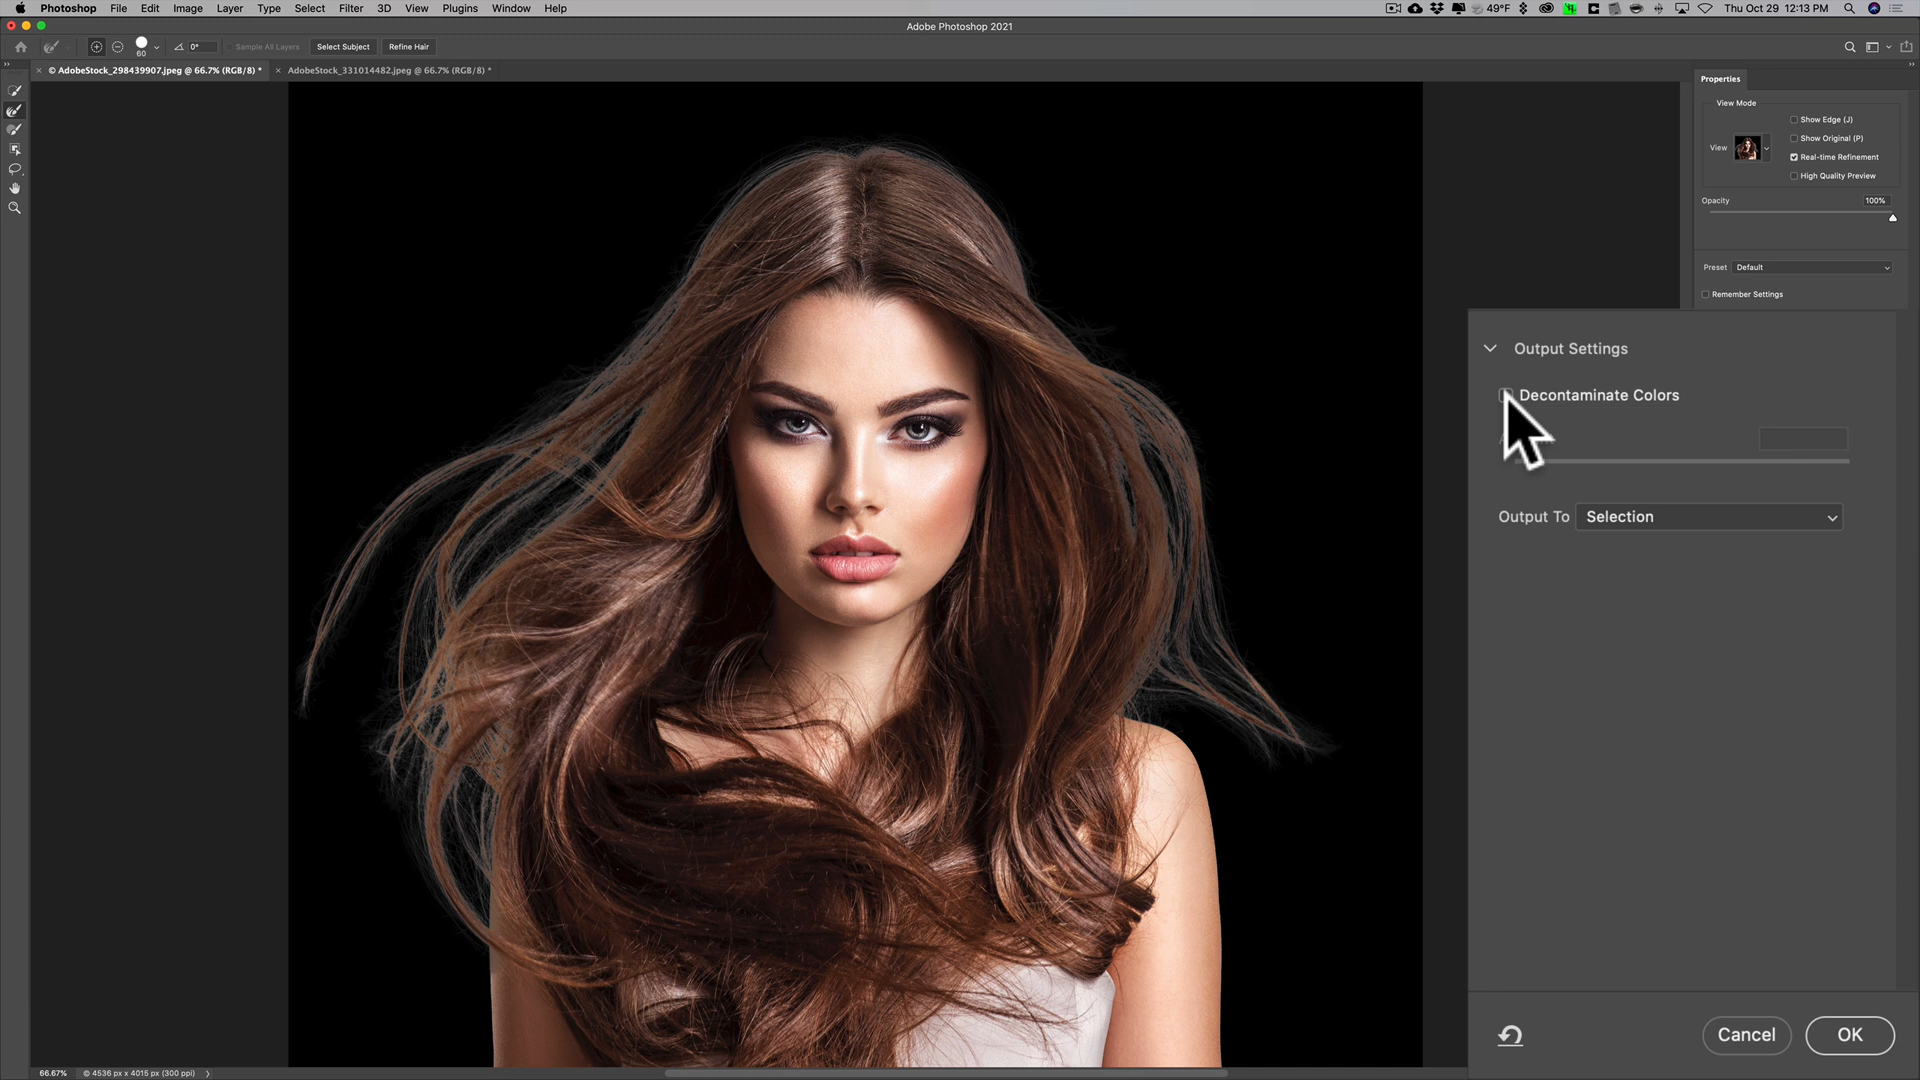 Photoshop File Edit Image Layer Type Select Filter 3D View Plugins Window Help 49°F Thu Oct 29 12:13 PM
Adobe Photoshop 2021
60 0° Sample All Layers Select Subject Refine Hair
× © AdobeStock_298439907.jpeg @ 66.7% (RGB/8) * × AdobeStock_331014482.jpeg @ 66.7% (RGB/8) *
Properties
View Mode
Show Edge (J)
Show Original (P)
View
Real-time Refinement
High Quality Preview
Opacity 100%
Preset Default
Remember Settings
Output Settings
Decontaminate Colors
Output To Selection
Cancel OK
66.67% © 4536 px x 4015 px (300 ppi)